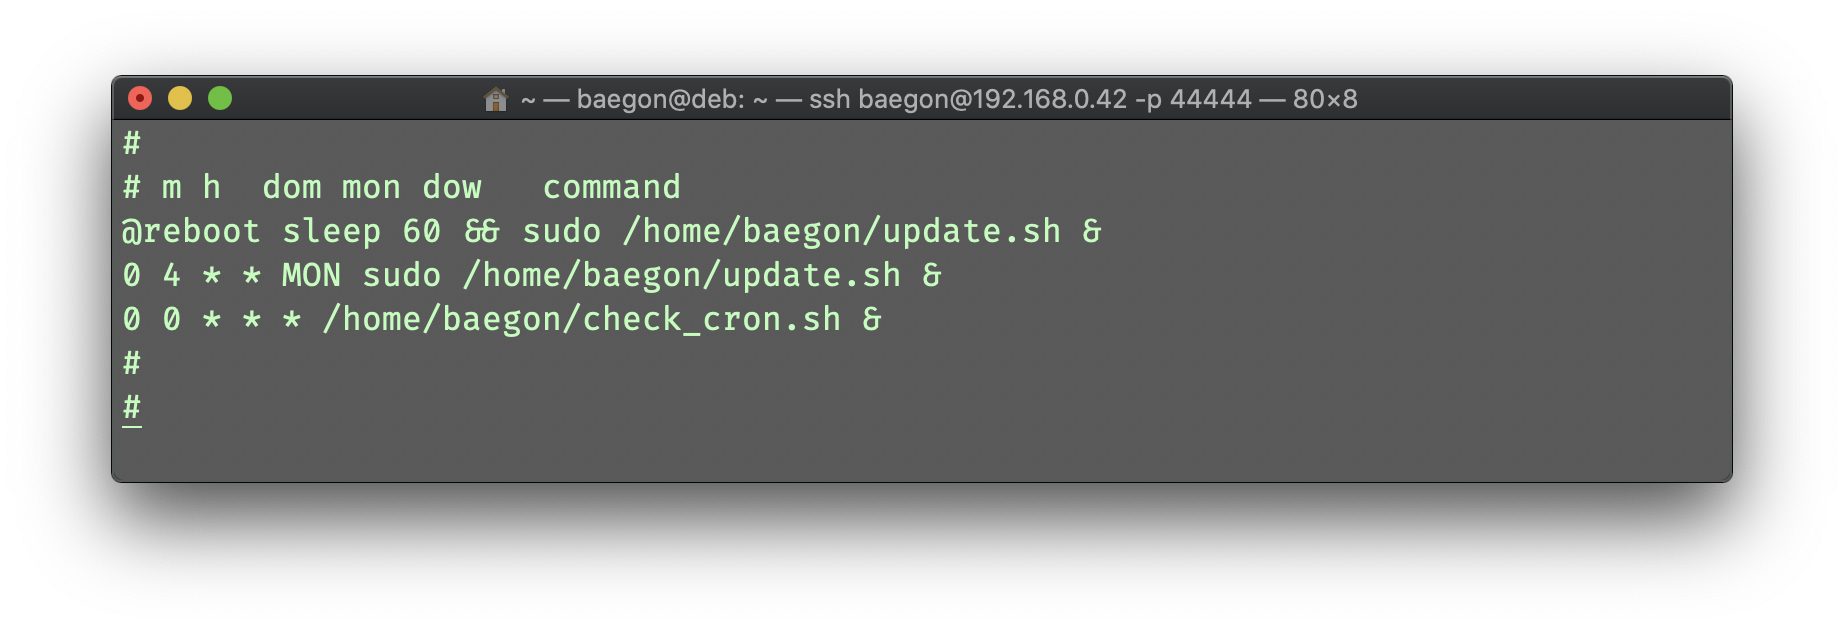 ~ — baegon@deb: ~ — ssh baegon@192.168.0.42 -p 44444 — 80×8
#
# m h  dom mon dow   command
@reboot sleep 60 && sudo /home/baegon/update.sh &
0 4 * * MON sudo /home/baegon/update.sh &
0 0 * * * /home/baegon/check_cron.sh &
#
#